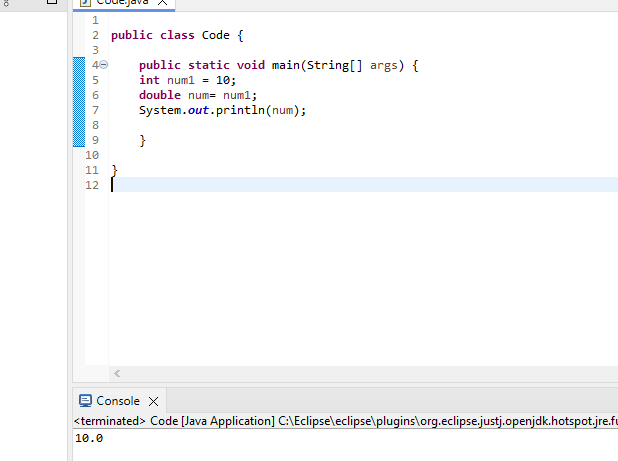 Code.java
1
2 public class Code {
3
4 public static void main(String[] args) {
5 int num1 = 10;
6 double num= num1;
7 System.out.println(num);
8
9 }
10
11 }
12
Console
<terminated> Code [Java Application] C:\Eclipse\eclipse\plugins\org.eclipse.justj.openjdk.hotspot.jre.fu
10.0